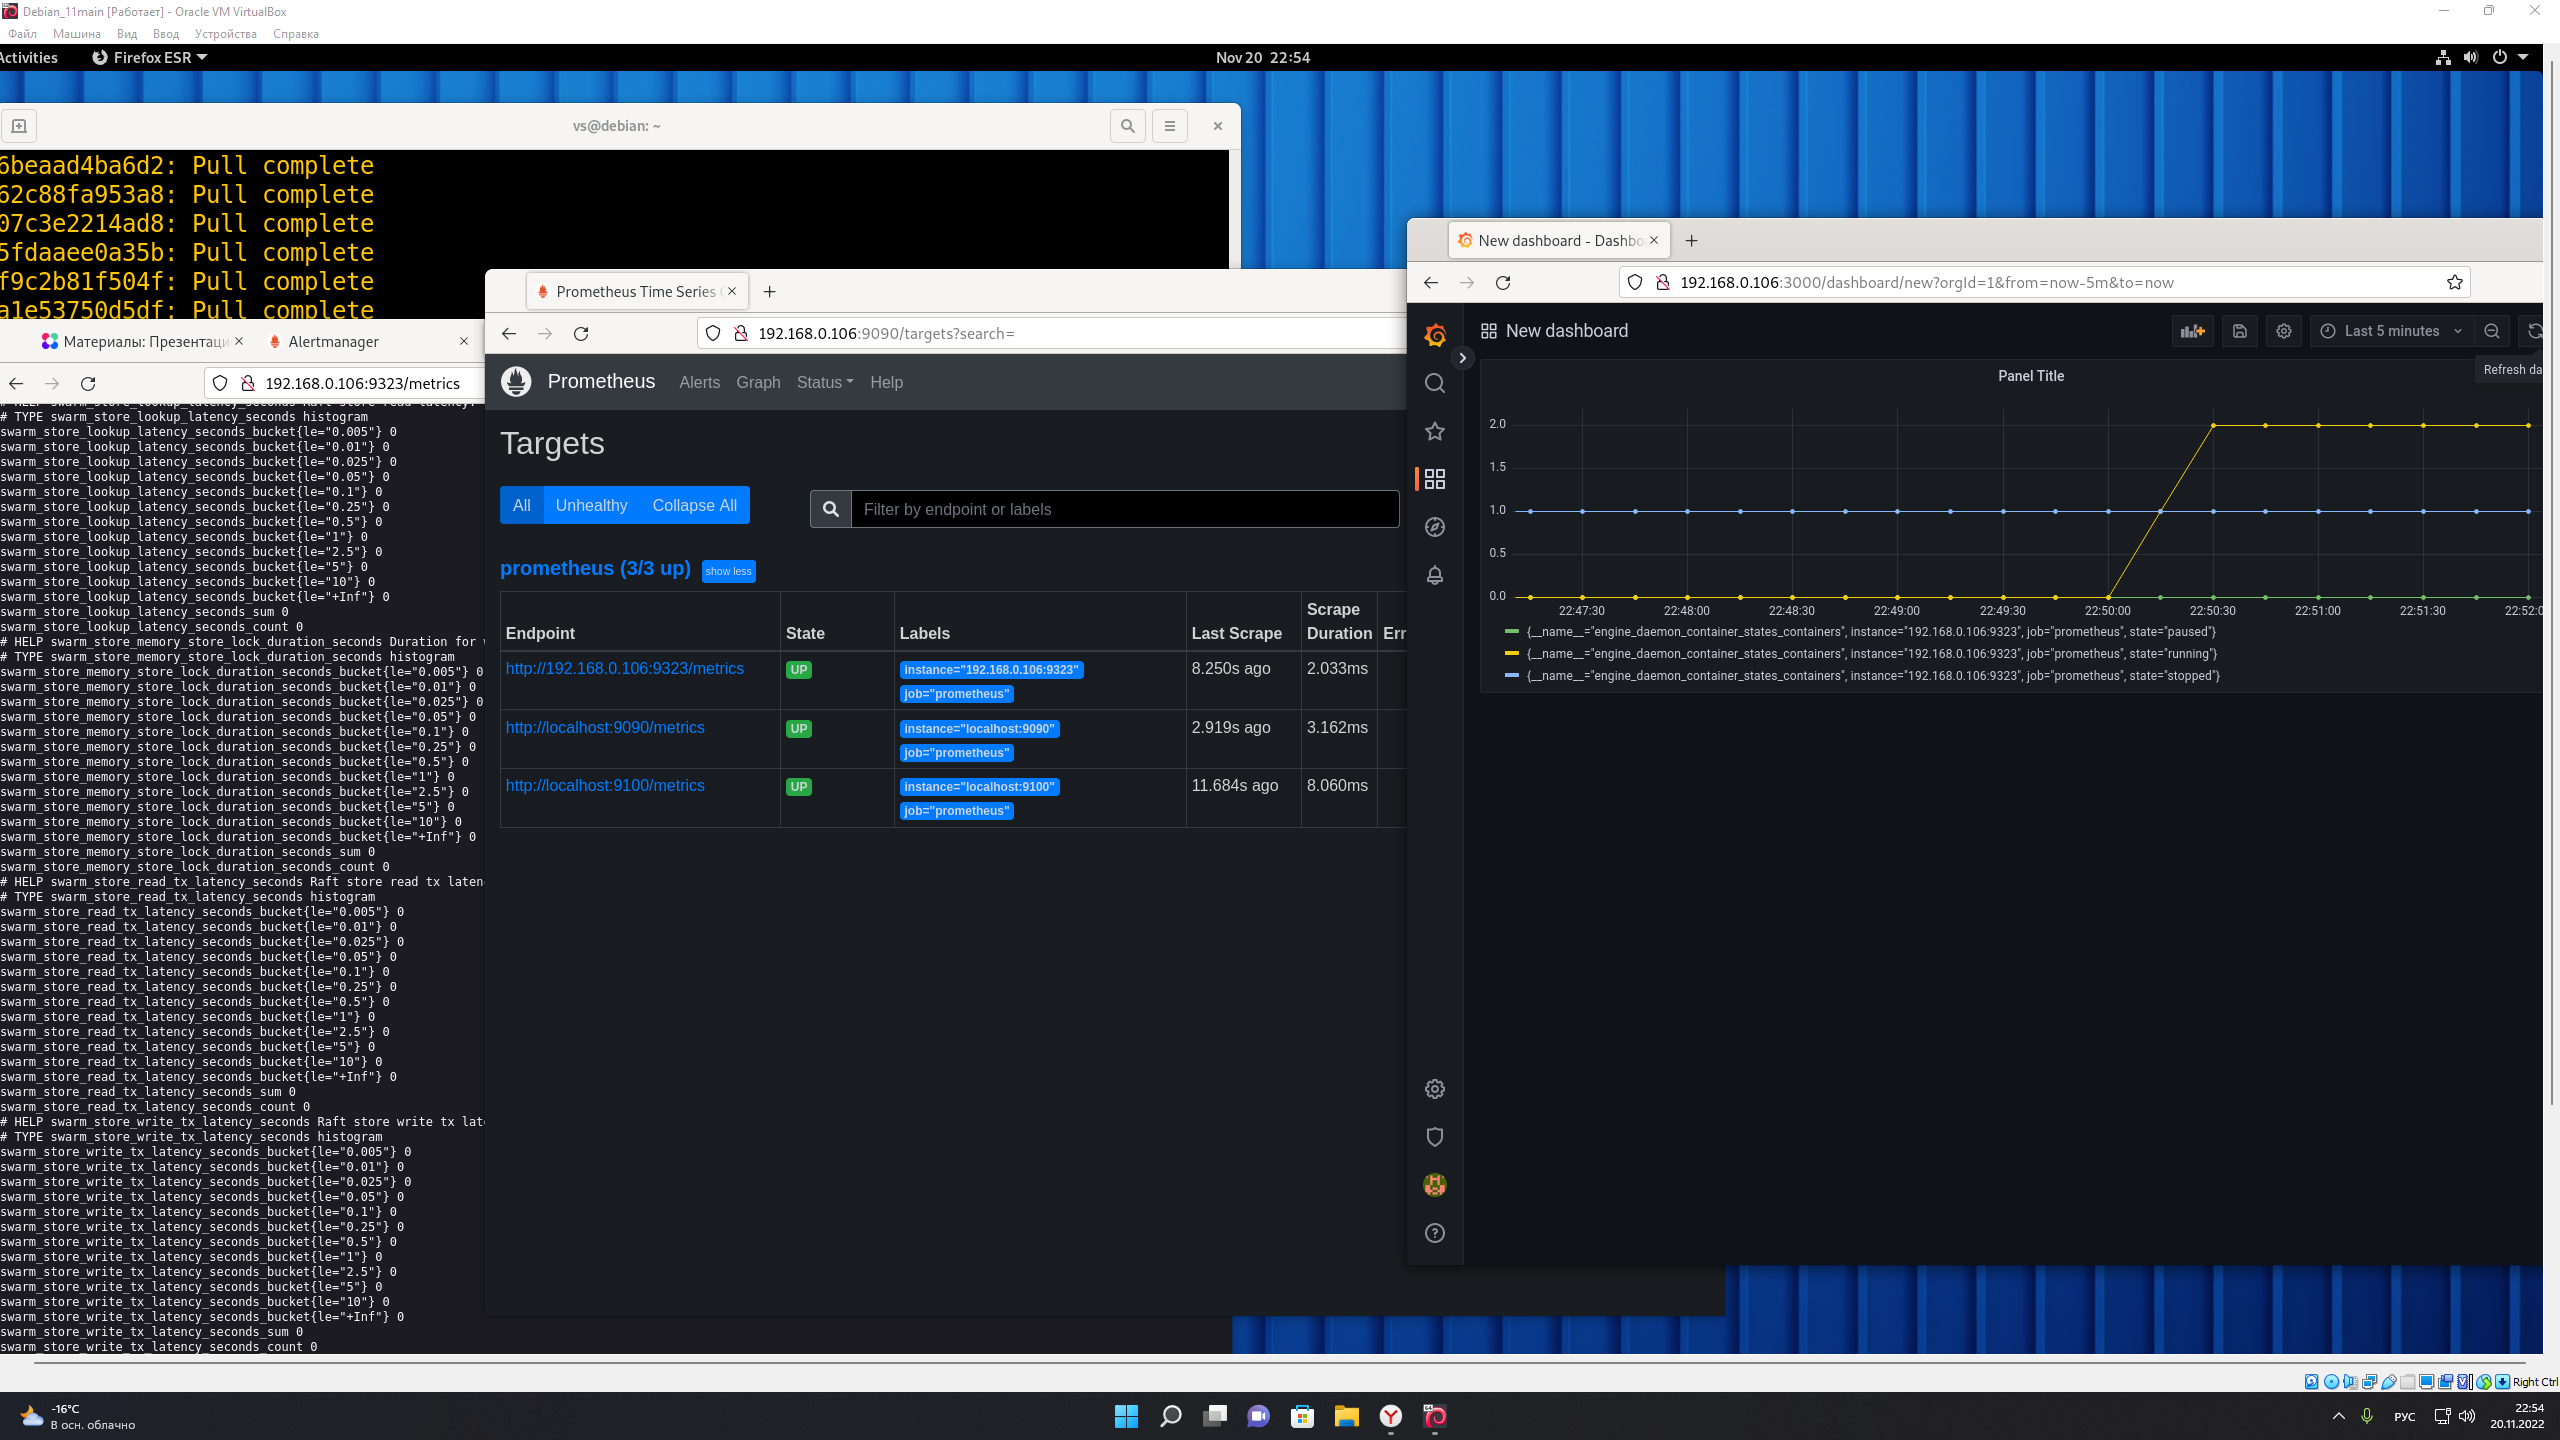 Debian_11main [Работает] - Oracle VM VirtualBox
Файл Машина Вид Ввод Устройства Справка
Activities Firefox ESR Nov 20 22:54
vs@debian: ~
6beaad4ba6d2: Pull complete
62c88fa953a8: Pull complete
07c3e2214ad8: Pull complete
5fdaaee0a35b: Pull complete
f9c2b81f504f: Pull complete
a1e53750d5df: Pull complete
Материалы: Презентаци Alertmanager
192.168.0.106:9323/metrics
# HELP swarm_store_lookup_latency_seconds Raft store read latency.
# TYPE swarm_store_lookup_latency_seconds histogram
swarm_store_lookup_latency_seconds_bucket{le="0.005"} 0
swarm_store_lookup_latency_seconds_bucket{le="0.01"} 0
swarm_store_lookup_latency_seconds_bucket{le="0.025"} 0
swarm_store_lookup_latency_seconds_bucket{le="0.05"} 0
swarm_store_lookup_latency_seconds_bucket{le="0.1"} 0
swarm_store_lookup_latency_seconds_bucket{le="0.25"} 0
swarm_store_lookup_latency_seconds_bucket{le="0.5"} 0
swarm_store_lookup_latency_seconds_bucket{le="1"} 0
swarm_store_lookup_latency_seconds_bucket{le="2.5"} 0
swarm_store_lookup_latency_seconds_bucket{le="5"} 0
swarm_store_lookup_latency_seconds_bucket{le="10"} 0
swarm_store_lookup_latency_seconds_bucket{le="+Inf"} 0
swarm_store_lookup_latency_seconds_sum 0
swarm_store_lookup_latency_seconds_count 0
# HELP swarm_store_memory_store_lock_duration_seconds Duration for
# TYPE swarm_store_memory_store_lock_duration_seconds histogram
swarm_store_memory_store_lock_duration_seconds_bucket{le="0.005"} 0
swarm_store_memory_store_lock_duration_seconds_bucket{le="0.01"} 0
swarm_store_memory_store_lock_duration_seconds_bucket{le="0.025"} 0
swarm_store_memory_store_lock_duration_seconds_bucket{le="0.05"} 0
swarm_store_memory_store_lock_duration_seconds_bucket{le="0.1"} 0
swarm_store_memory_store_lock_duration_seconds_bucket{le="0.25"} 0
swarm_store_memory_store_lock_duration_seconds_bucket{le="0.5"} 0
swarm_store_memory_store_lock_duration_seconds_bucket{le="1"} 0
swarm_store_memory_store_lock_duration_seconds_bucket{le="2.5"} 0
swarm_store_memory_store_lock_duration_seconds_bucket{le="5"} 0
swarm_store_memory_store_lock_duration_seconds_bucket{le="10"} 0
swarm_store_memory_store_lock_duration_seconds_bucket{le="+Inf"} 0
swarm_store_memory_store_lock_duration_seconds_sum 0
swarm_store_memory_store_lock_duration_seconds_count 0
# HELP swarm_store_read_tx_latency_seconds Raft store read tx laten
# TYPE swarm_store_read_tx_latency_seconds histogram
swarm_store_read_tx_latency_seconds_bucket{le="0.005"} 0
swarm_store_read_tx_latency_seconds_bucket{le="0.01"} 0
swarm_store_read_tx_latency_seconds_bucket{le="0.025"} 0
swarm_store_read_tx_latency_seconds_bucket{le="0.05"} 0
swarm_store_read_tx_latency_seconds_bucket{le="0.1"} 0
swarm_store_read_tx_latency_seconds_bucket{le="0.25"} 0
swarm_store_read_tx_latency_seconds_bucket{le="0.5"} 0
swarm_store_read_tx_latency_seconds_bucket{le="1"} 0
swarm_store_read_tx_latency_seconds_bucket{le="2.5"} 0
swarm_store_read_tx_latency_seconds_bucket{le="5"} 0
swarm_store_read_tx_latency_seconds_bucket{le="10"} 0
swarm_store_read_tx_latency_seconds_bucket{le="+Inf"} 0
swarm_store_read_tx_latency_seconds_sum 0
swarm_store_read_tx_latency_seconds_count 0
# HELP swarm_store_write_tx_latency_seconds Raft store write tx lat
# TYPE swarm_store_write_tx_latency_seconds histogram
swarm_store_write_tx_latency_seconds_bucket{le="0.005"} 0
swarm_store_write_tx_latency_seconds_bucket{le="0.01"} 0
swarm_store_write_tx_latency_seconds_bucket{le="0.025"} 0
swarm_store_write_tx_latency_seconds_bucket{le="0.05"} 0
swarm_store_write_tx_latency_seconds_bucket{le="0.1"} 0
swarm_store_write_tx_latency_seconds_bucket{le="0.25"} 0
swarm_store_write_tx_latency_seconds_bucket{le="0.5"} 0
swarm_store_write_tx_latency_seconds_bucket{le="1"} 0
swarm_store_write_tx_latency_seconds_bucket{le="2.5"} 0
swarm_store_write_tx_latency_seconds_bucket{le="5"} 0
swarm_store_write_tx_latency_seconds_bucket{le="10"} 0
swarm_store_write_tx_latency_seconds_bucket{le="+Inf"} 0
swarm_store_write_tx_latency_seconds_sum 0
swarm_store_write_tx_latency_seconds_count 0
Prometheus Time Series
192.168.0.106:9090/targets?search=
Prometheus Alerts Graph Status Help
Targets
All Unhealthy Collapse All Filter by endpoint or labels
prometheus (3/3 up) show less
Endpoint State Labels Last Scrape Scrape Duration Err
http://192.168.0.106:9323/metrics UP instance="192.168.0.106:9323" 8.250s ago 2.033ms
job="prometheus"
http://localhost:9090/metrics UP instance="localhost:9090" 2.919s ago 3.162ms
job="prometheus"
http://localhost:9100/metrics UP instance="localhost:9100" 11.684s ago 8.060ms
job="prometheus"
New dashboard - Dashbo
192.168.0.106:3000/dashboard/new?orgId=1&from=now-5m&to=now
New dashboard Last 5 minutes
Refresh da
Panel Title
2.0
1.5
1.0
0.5
0.0
22:47:30 22:48:00 22:48:30 22:49:00 22:49:30 22:50:00 22:50:30 22:51:00 22:51:30 22:52:0
{__name__="engine_daemon_container_states_containers", instance="192.168.0.106:9323", job="prometheus", state="paused"}
{__name__="engine_daemon_container_states_containers", instance="192.168.0.106:9323", job="prometheus", state="running"}
{__name__="engine_daemon_container_states_containers", instance="192.168.0.106:9323", job="prometheus", state="stopped"}
Right Ctrl
-16°C
В осн. облачно
РУС
22:54
20.11.2022